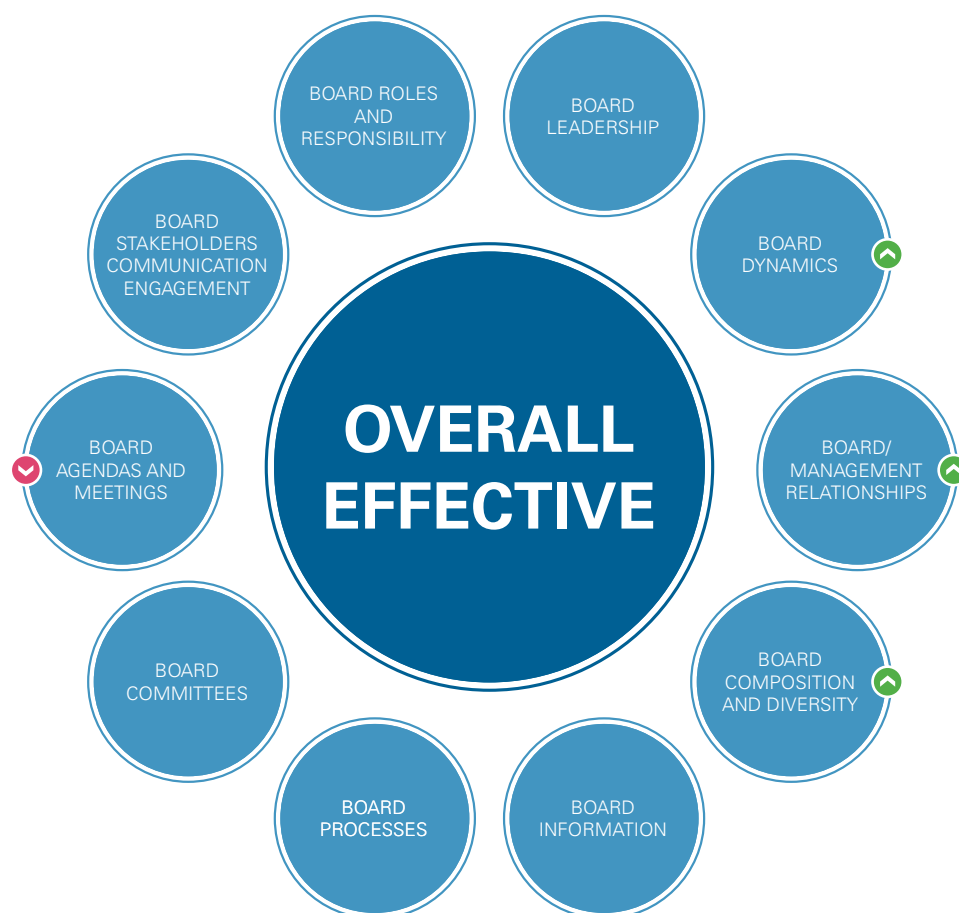 BOARD ROLES
AND
RESPONSIBILITY
BOARD
LEADERSHIP
BOARD
STAKEHOLDERS
COMMUNICATION
ENGAGEMENT
BOARD
DYNAMICS
OVERALL
EFFECTIVE
BOARD
AGENDAS AND
MEETINGS
BOARD/
MANAGEMENT
RELATIONSHIPS
BOARD
COMMITTEES
BOARD
COMPOSITION
AND DIVERSITY
BOARD
PROCESSES
BOARD
INFORMATION